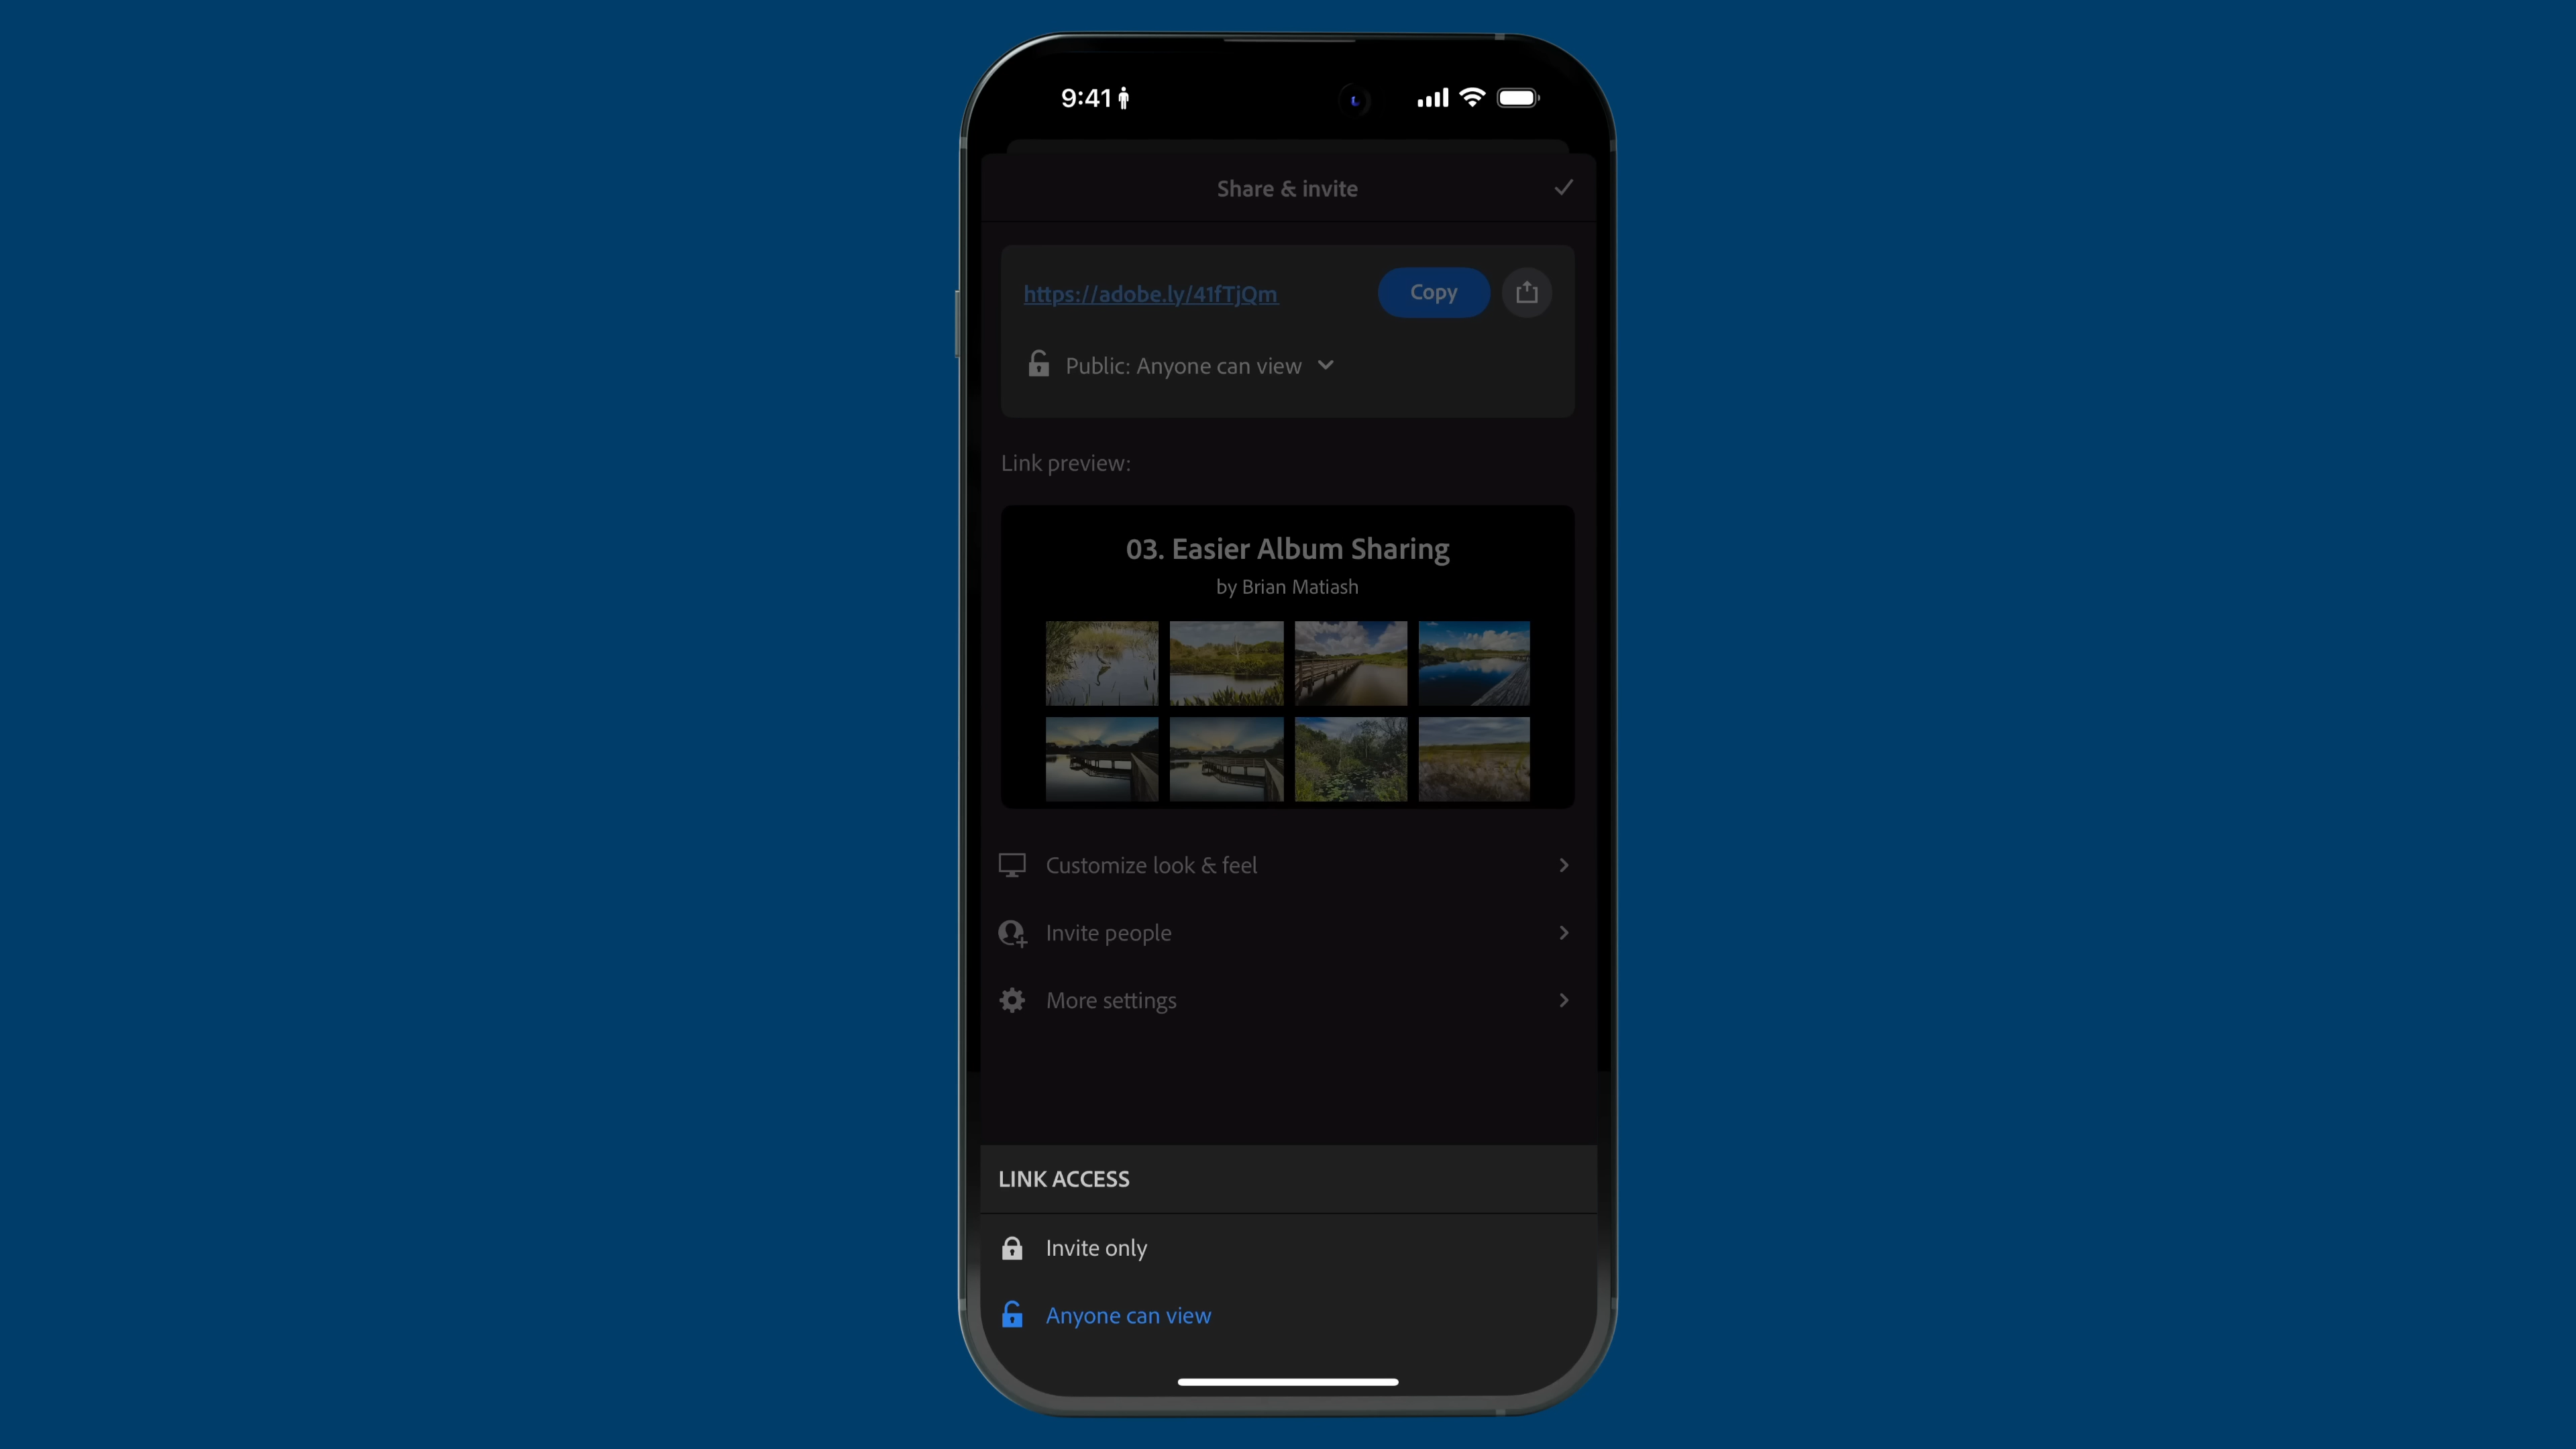 9:41
Share & invite
https://adobe.ly/41fTjQm
Copy
Public: Anyone can view
Link preview:
03. Easier Album Sharing
by Brian Matiash
Customize look & feel
Invite people
More settings
LINK ACCESS
Invite only
Anyone can view